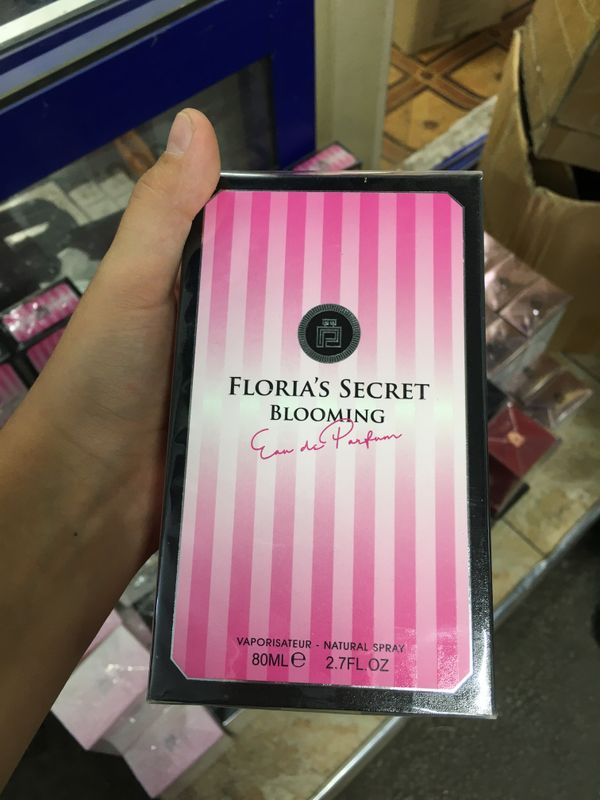 FLORIA'S SECRET
BLOOMING
Eau de Parfum
VAPORISATEUR - NATURAL SPRAY
80ML℮ 2.7FL.OZ